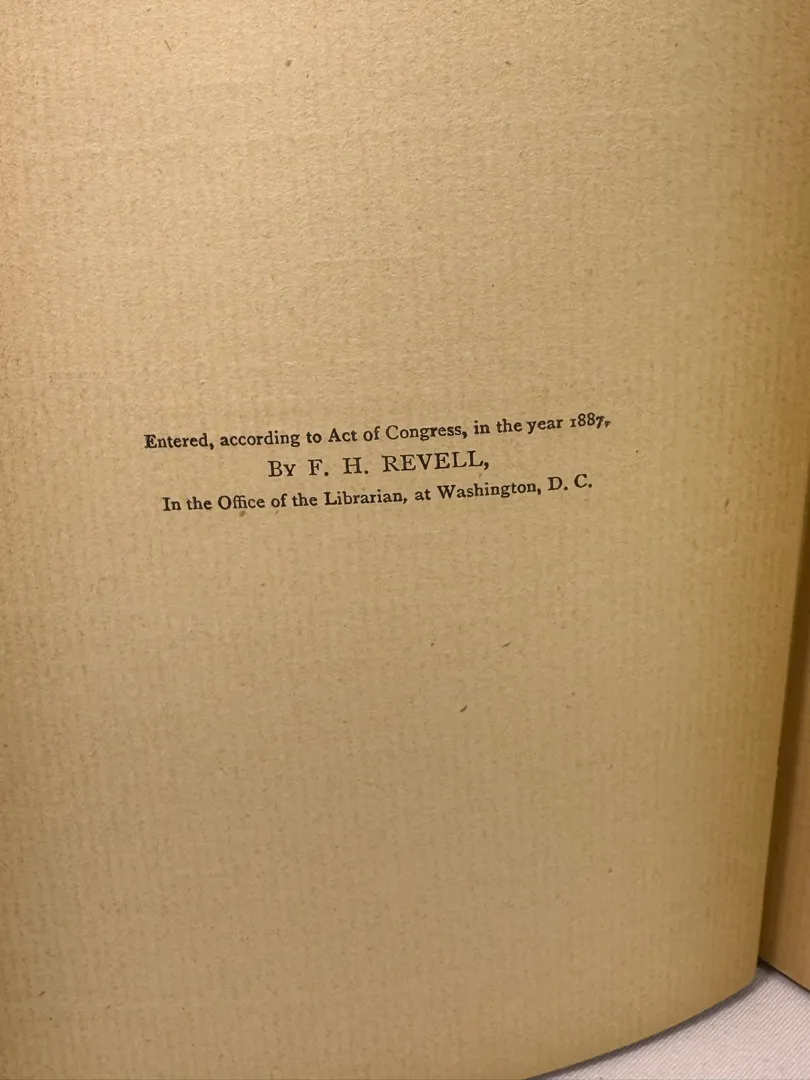 Entered, according to Act of Congress, in the year 1887,
BY F. H. REVELL,
In the Office of the Librarian, at Washington, D. C.